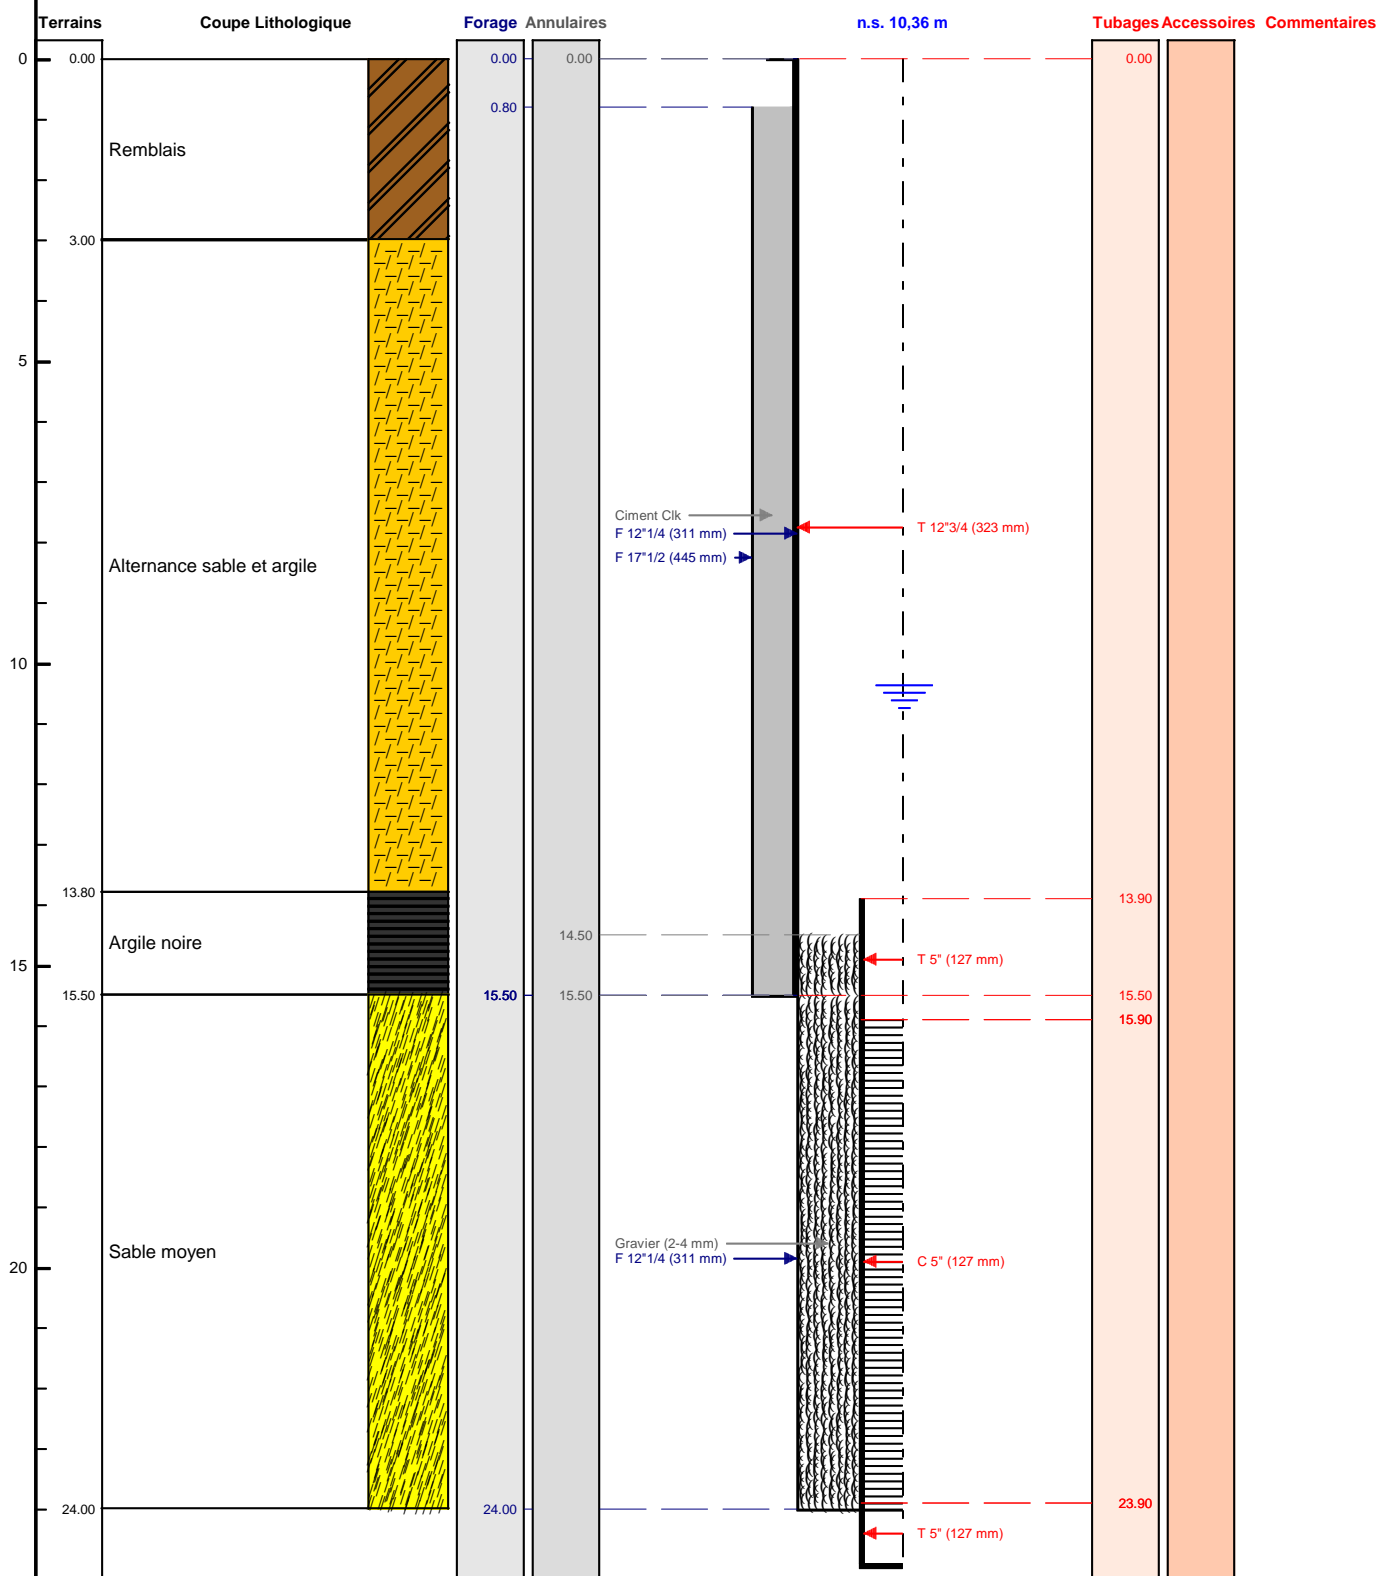 Terrains Coupe Lithologique Forage Annulaires n.s. 10,36 m Tubages Accessoires Commentaires
0 0.00 0.00 0.00 0.00
0.80
Remblais
3.00
5
Ciment Clk
F 12"1/4 (311 mm) T 12"3/4 (323 mm)
F 17"1/2 (445 mm)
Alternance sable et argile
10
13.80 13.90
14.50
Argile noire
15 T 5" (127 mm)
15.50 15.50 15.50 15.50
15.90
Gravier (2-4 mm)
Sable moyen
F 12"1/4 (311 mm) C 5" (127 mm)
20
24.00 24.00 23.90
T 5" (127 mm)